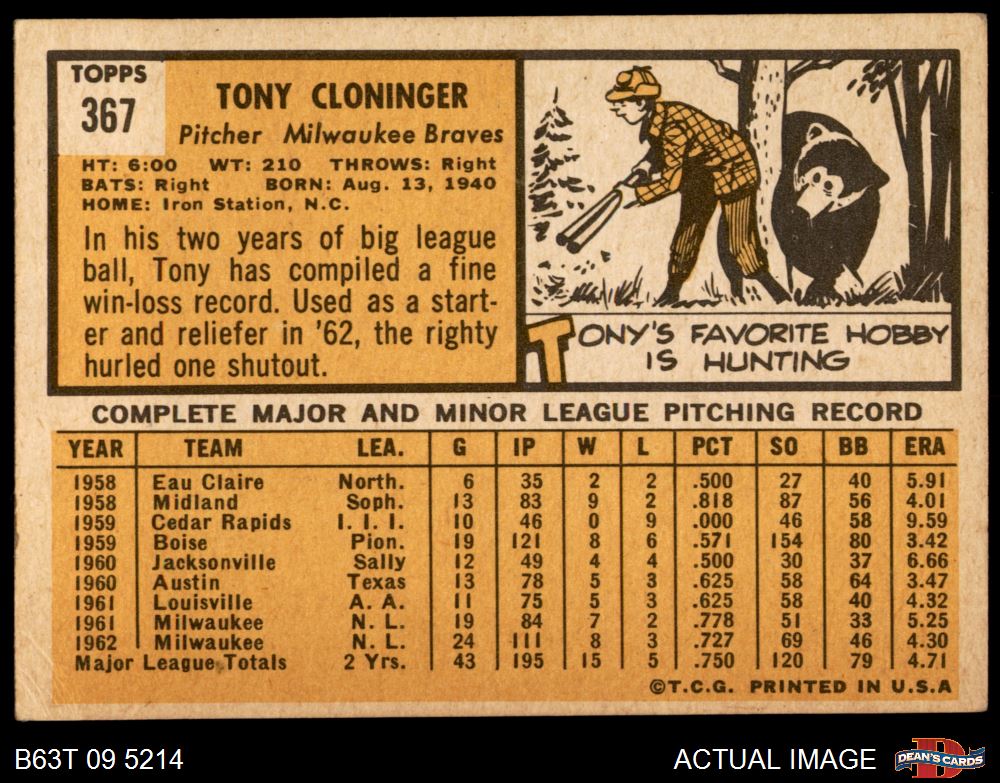 TOPPS
367
TONY CLONINGER
Pitcher Milwaukee Braves
HT: 6:00 WT: 210 THROWS: Right
BATS: Right BORN: Aug. 13, 1940
HOME: Iron Station, N.C.
In his two years of big league
ball, Tony has compiled a fine
win-loss record. Used as a start-
er and reliefer in '62, the righty
hurled one shutout.
TONY'S FAVORITE HOBBY
IS HUNTING
COMPLETE MAJOR AND MINOR LEAGUE PITCHING RECORD
YEAR TEAM LEA. G IP W L PCT SO BB ERA
1958 Eau Claire North. 6 35 2 2 .500 27 40 5.91
1958 Midland Soph. 13 83 9 2 .818 87 56 4.01
1959 Cedar Rapids I. I. I. 10 46 0 9 .000 46 58 9.59
1959 Boise Pion. 19 121 8 6 .571 154 80 3.42
1960 Jacksonville Sally 12 49 4 4 .500 30 37 6.66
1960 Austin Texas 13 78 5 3 .625 58 64 3.47
1961 Louisville A. A. 11 75 5 3 .625 58 40 4.32
1961 Milwaukee N. L. 19 84 7 2 .778 51 33 5.25
1962 Milwaukee N. L. 24 111 8 3 .727 69 46 4.30
Major League Totals 2 Yrs. 43 195 15 5 .750 120 79 4.71
©T.C.G. PRINTED IN U.S.A
B63T 09 5214
ACTUAL IMAGE
D
DEAN'S CARDS